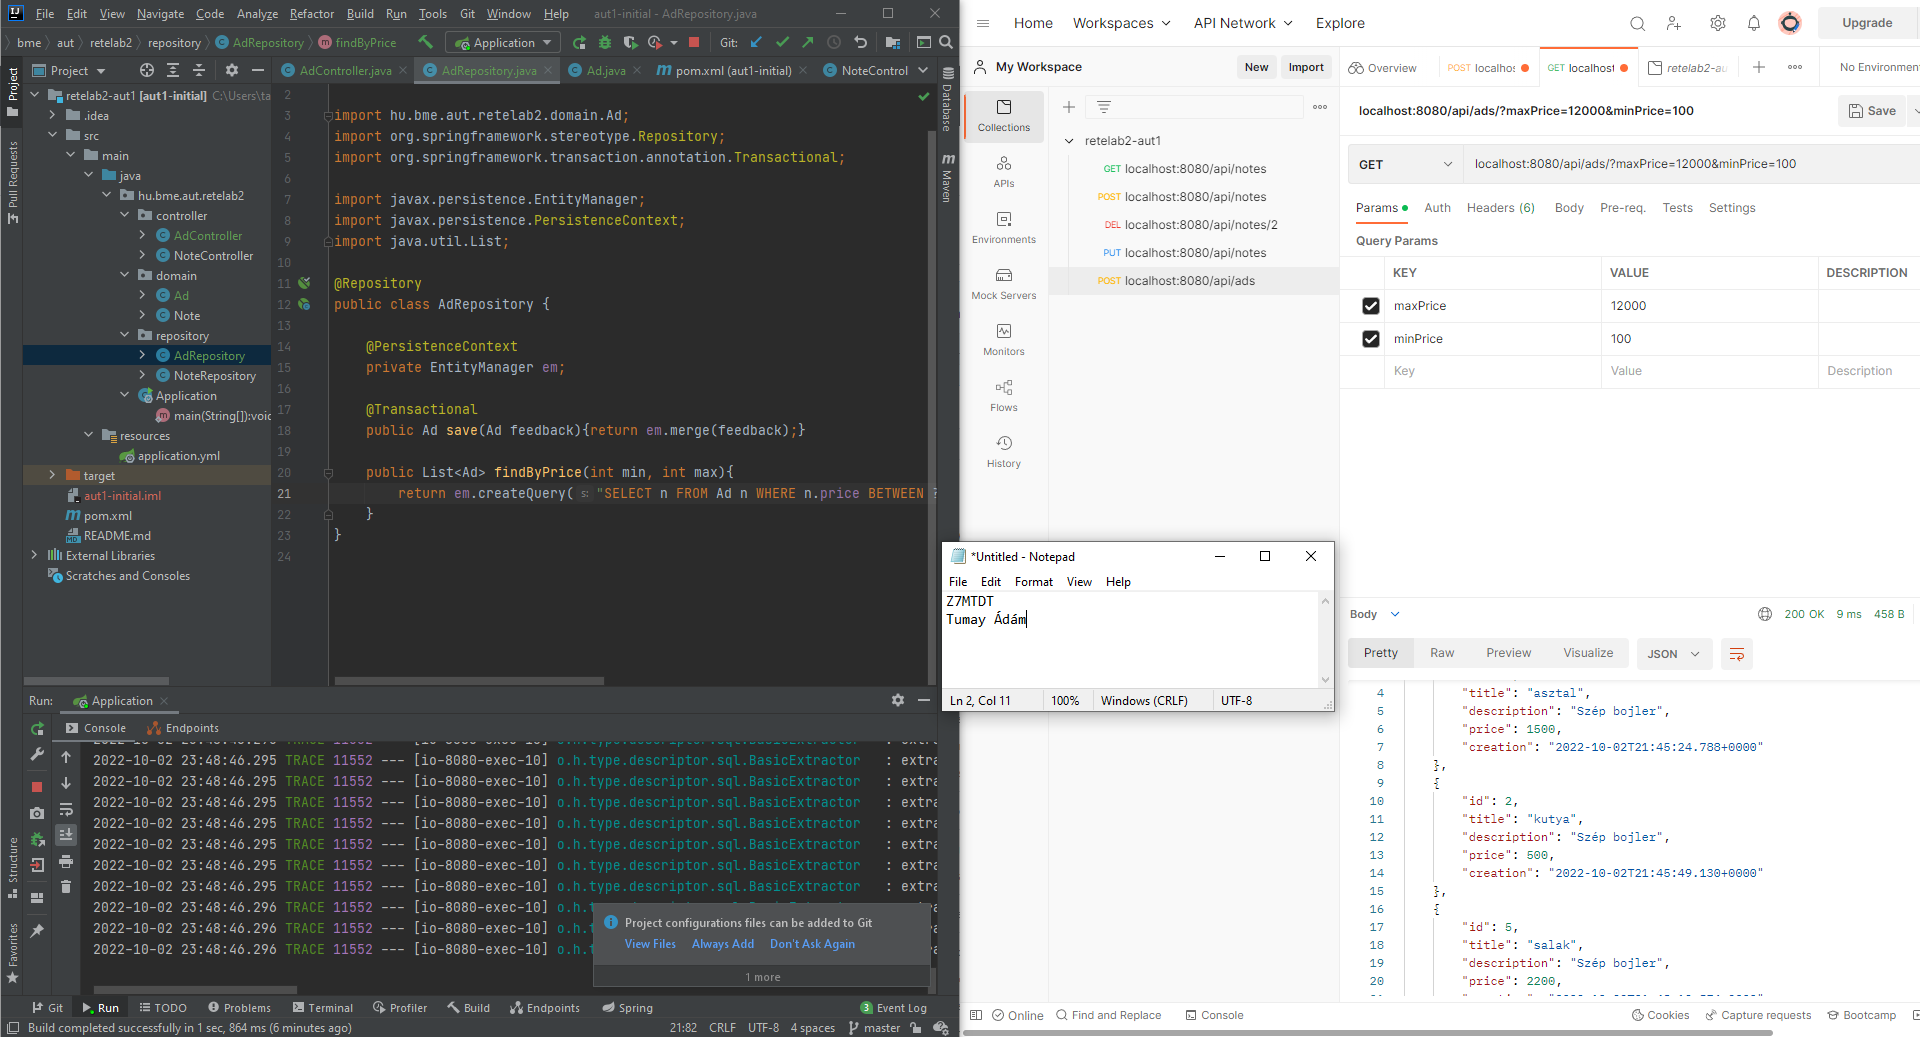 File Edit View Navigate Code Analyze Refactor Build Run Tools Git Window Help aut1-initial - AdRepository.java
bme aut retelab2 repository AdRepository findByPrice Application Git:
Project AdController.java AdRepository.java Ad.java pom.xml (aut1-initial) NoteControl
Project
Pull Requests
Structure
Favorites
Database
Maven
retelab2-aut1 [aut1-initial] C:\Users\ta
.idea
src
main
java
hu.bme.aut.retelab2
controller
AdController
NoteController
domain
Ad
Note
repository
AdRepository
NoteRepository
Application
main(String[]):void
resources
application.yml
target
aut1-initial.iml
pom.xml
README.md
External Libraries
Scratches and Consoles
2
3 import hu.bme.aut.retelab2.domain.Ad;
4 import org.springframework.stereotype.Repository;
5 import org.springframework.transaction.annotation.Transactional;
6
7 import javax.persistence.EntityManager;
8 import javax.persistence.PersistenceContext;
9 import java.util.List;
10
11 @Repository
12 public class AdRepository {
13
14 @PersistenceContext
15 private EntityManager em;
16
17 @Transactional
18 public Ad save(Ad feedback){return em.merge(feedback);}
19
20 public List<Ad> findByPrice(int min, int max){
21 return em.createQuery( s: "SELECT n FROM Ad n WHERE n.price BETWEEN ?
22 }
23 }
24
Run: Application
Console Endpoints
2022-10-02 23:48:46.295 TRACE 11552 --- [io-8080-exec-10] o.h.type.descriptor.sql.BasicExtractor : extra
2022-10-02 23:48:46.295 TRACE 11552 --- [io-8080-exec-10] o.h.type.descriptor.sql.BasicExtractor : extra
2022-10-02 23:48:46.295 TRACE 11552 --- [io-8080-exec-10] o.h.type.descriptor.sql.BasicExtractor : extra
2022-10-02 23:48:46.295 TRACE 11552 --- [io-8080-exec-10] o.h.type.descriptor.sql.BasicExtractor : extra
2022-10-02 23:48:46.295 TRACE 11552 --- [io-8080-exec-10] o.h.type.descriptor.sql.BasicExtractor : extra
2022-10-02 23:48:46.295 TRACE 11552 --- [io-8080-exec-10] o.h.type.descriptor.sql.BasicExtractor : extra
2022-10-02 23:48:46.295 TRACE 11552 --- [io-8080-exec-10] o.h.type.descriptor.sql.BasicExtractor : extra
2022-10-02 23:48:46.295 TRACE 11552 --- [io-8080-exec-10] o.h.type.descriptor.sql.BasicExtractor : extra
2022-10-02 23:48:46.296 TRACE 11552 --- [io-8080-exec-10] o.h.
2022-10-02 23:48:46.296 TRACE 11552 --- [io-8080-exec-10] o.h.
2022-10-02 23:48:46.296 TRACE 11552 --- [io-8080-exec-10] o.h.
Project configurations files can be added to Git
View Files Always Add Don't Ask Again
1 more
Git Run TODO Problems Terminal Profiler Build Endpoints Spring 3 Event Log
Build completed successfully in 1 sec, 864 ms (6 minutes ago) 21:82 CRLF UTF-8 4 spaces master
Home Workspaces API Network Explore Upgrade
My Workspace New Import
Overview POST localhos GET localhost retelab2-au No Environment
Collections
APIs
Environments
Mock Servers
Monitors
Flows
History
retelab2-aut1
GET localhost:8080/api/notes
POST localhost:8080/api/notes
DEL localhost:8080/api/notes/2
PUT localhost:8080/api/notes
POST localhost:8080/api/ads
localhost:8080/api/ads/?maxPrice=12000&minPrice=100 Save
GET localhost:8080/api/ads/?maxPrice=12000&minPrice=100
Params Auth Headers (6) Body Pre-req. Tests Settings
Query Params
KEY VALUE DESCRIPTION
maxPrice 12000
minPrice 100
Key Value Description
*Untitled - Notepad
File Edit Format View Help
Z7MTDT
Tumay Ádám
Ln 2, Col 11 100% Windows (CRLF) UTF-8
Body 200 OK 9 ms 458 B
Pretty Raw Preview Visualize JSON
4 "title": "asztal",
5 "description": "Szép bojler",
6 "price": 1500,
7 "creation": "2022-10-02T21:45:24.788+0000"
8 },
9 {
10 "id": 2,
11 "title": "kutya",
12 "description": "Szép bojler",
13 "price": 500,
14 "creation": "2022-10-02T21:45:49.130+0000"
15 },
16 {
17 "id": 5,
18 "title": "salak",
19 "description": "Szép bojler",
20 "price": 2200,
Online Find and Replace Console Cookies Capture requests Bootcamp